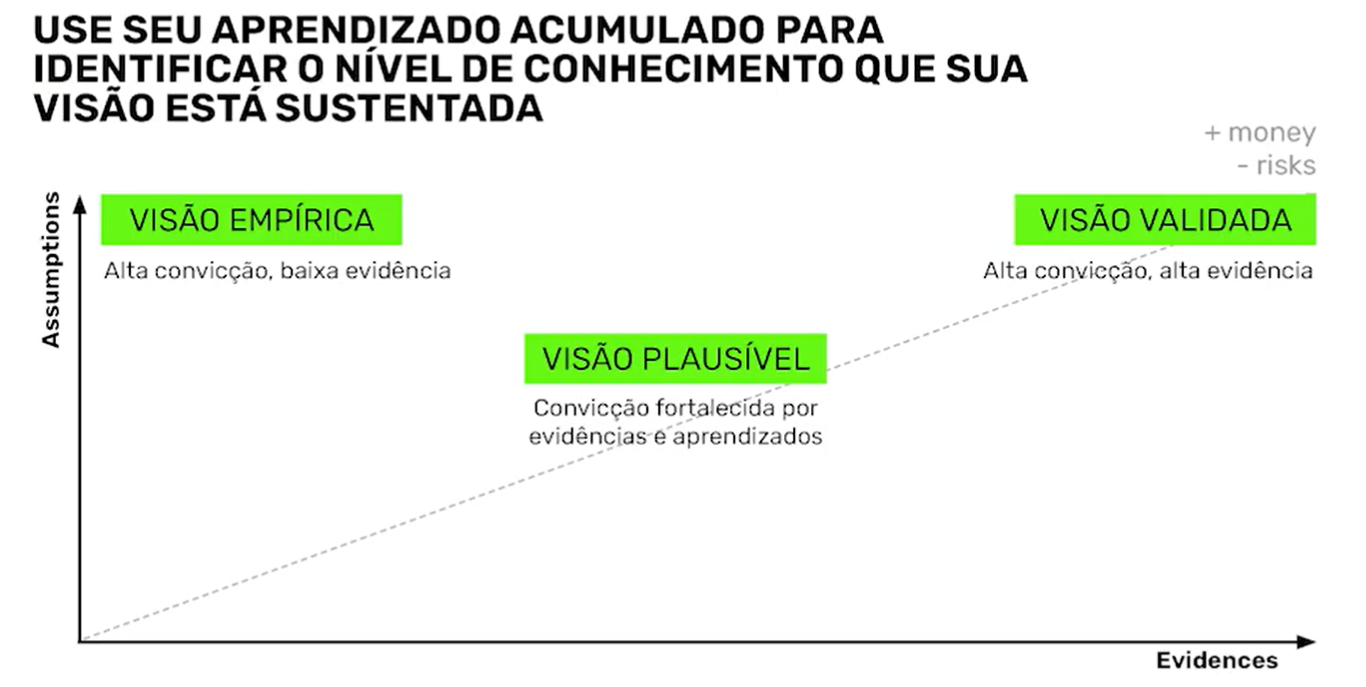 USE SEU APRENDIZADO ACUMULADO PARA
IDENTIFICAR O NÍVEL DE CONHECIMENTO QUE SUA
VISÃO ESTÁ SUSTENTADA
+ money
- risks
Assumptions
VISÃO EMPÍRICA
Alta convicção, baixa evidência
VISÃO VALIDADA
Alta convicção, alta evidência
VISÃO PLAUSÍVEL
Convicção fortalecida por
evidências e aprendizados
Evidences